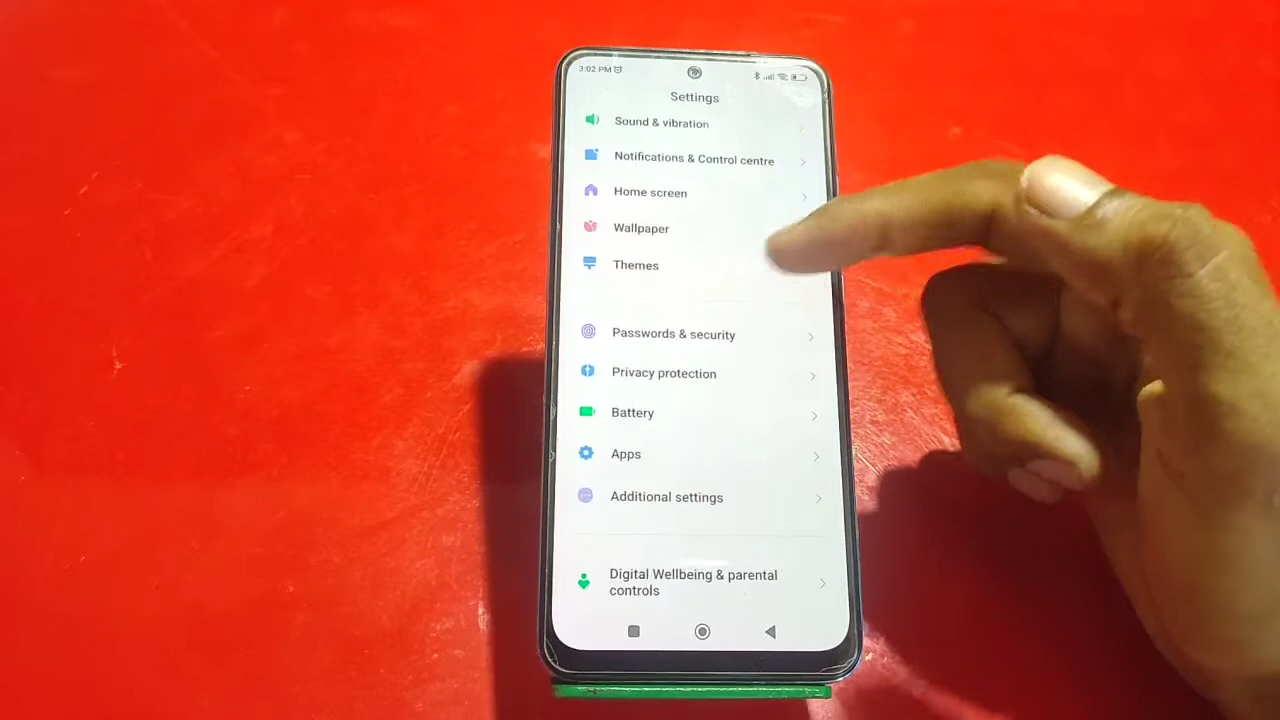 3:02 PM
Settings
Sound & vibration
Notifications & Control centre
Home screen
Wallpaper
Themes
Passwords & security
Privacy protection
Battery
Apps
Additional settings
Digital Wellbeing & parental
controls